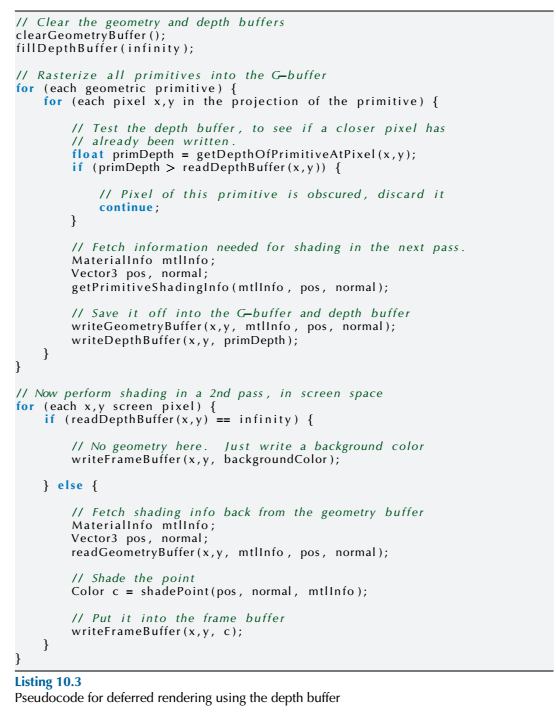 // Clear the geometry and depth buffers
clearGeometryBuffer();
fillDepthBuffer(infinity);
// Rasterize all primitives into the G-buffer
for (each geometric primitive) {
    for (each pixel x,y in the projection of the primitive) {
        // Test the depth buffer, to see if a closer pixel has
        // already been written.
        float primDepth = getDepthOfPrimitiveAtPixel(x,y);
        if (primDepth > readDepthBuffer(x,y)) {
            // Pixel of this primitive is obscured, discard it
            continue;
        }
        // Fetch information needed for shading in the next pass.
        MaterialInfo mtlInfo;
        Vector3 pos, normal;
        getPrimitiveShadingInfo(mtlInfo, pos, normal);
        // Save it off into the G-buffer and depth buffer
        writeGeometryBuffer(x,y, mtlInfo, pos, normal);
        writeDepthBuffer(x,y, primDepth);
    }
}
// Now perform shading in a 2nd pass, in screen space
for (each x,y screen pixel) {
    if (readDepthBuffer(x,y) == infinity) {
        // No geometry here. Just write a background color
        writeFrameBuffer(x,y, backgroundColor);
    } else {
        // Fetch shading info back from the geometry buffer
        MaterialInfo mtlInfo;
        Vector3 pos, normal;
        readGeometryBuffer(x,y, mtlInfo, pos, normal);
        // Shade the point
        Color c = shadePoint(pos, normal, mtlInfo);
        // Put it into the frame buffer
        writeFrameBuffer(x,y, c);
    }
}
Listing 10.3
Pseudocode for deferred rendering using the depth buffer